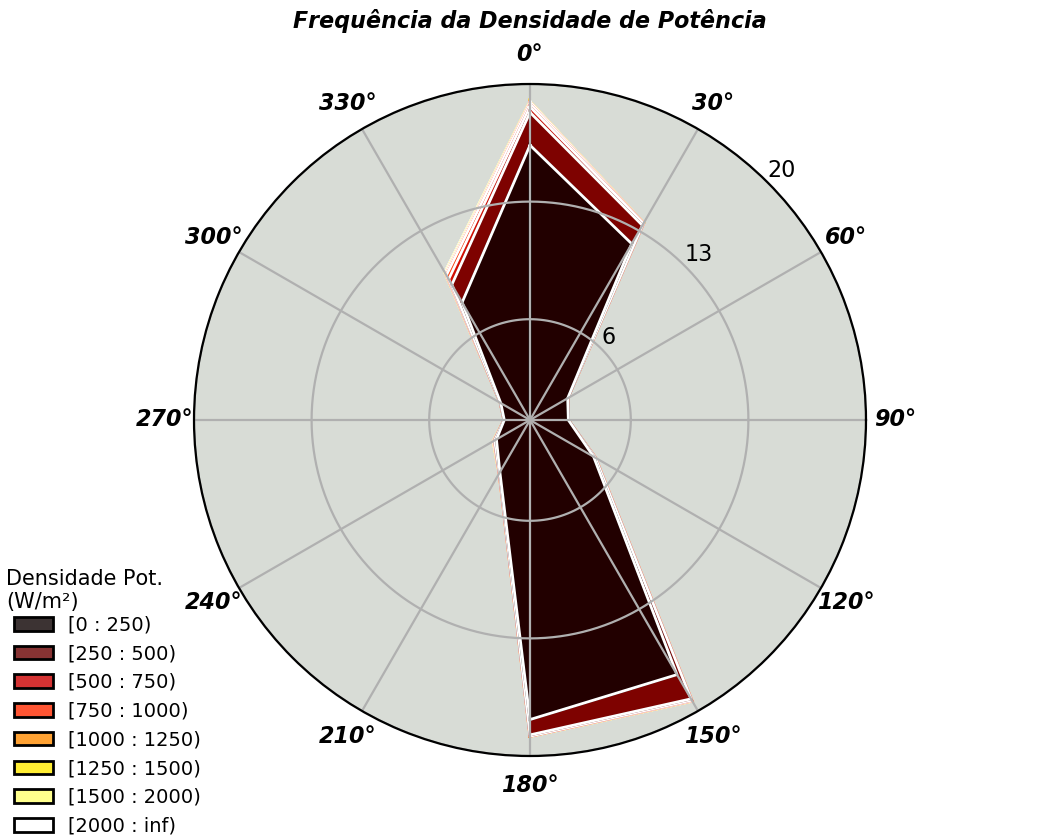 Frequência da Densidade de Potência
0°
330°
30°
20
300°
60°
13
6
270°
90°
240°
120°
210°
150°
180°
Densidade Pot.
(W/m²)
[0 : 250)
[250 : 500)
[500 : 750)
[750 : 1000)
[1000 : 1250)
[1250 : 1500)
[1500 : 2000)
[2000 : inf)